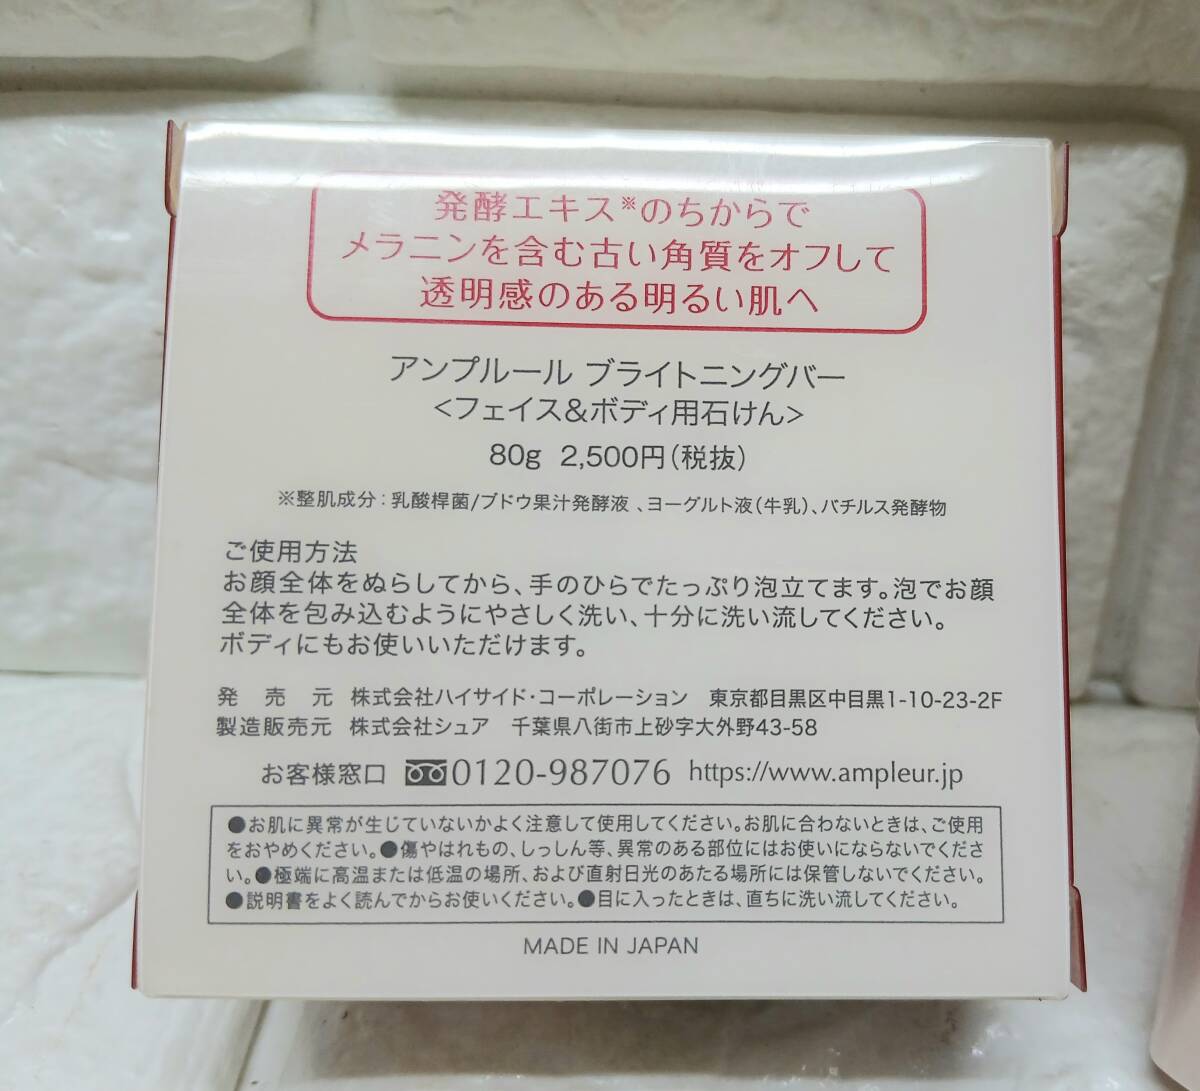 発酵エキス※のちからで
メラニンを含む古い角質をオフして
透明感のある明るい肌へ
アンプルール ブライトニングバー
<フェイス&ボディ用石けん>
80g 2,500円(税抜)
※整肌成分:乳酸桿菌/ブドウ果汁発酵液、ヨーグルト液(牛乳)、バチルス発酵物
ご使用方法
お顔全体をぬらしてから、手のひらでたっぷり泡立てます。泡でお顔
全体を包み込むようにやさしく洗い、十分に洗い流してください。
ボディにもお使いいただけます。
発売元 株式会社ハイサイド・コーポレーション 東京都目黒区中目黒1-10-23-2F
製造販売元 株式会社シュア 千葉県八街市上砂字大外野43-58
お客様窓口 0120-987076 https://www.ampleur.jp
●お肌に異常が生じていないかよく注意して使用してください。お肌に合わないときは、ご使用
をおやめください。●傷やはれもの、しっしん等、異常のある部位にはお使いにならないでくださ
い。●極端に高温または低温の場所、および直射日光のあたる場所には保管しないでください。
●説明書をよく読んでからお使いください。●目に入ったときは、直ちに洗い流してください。
MADE IN JAPAN